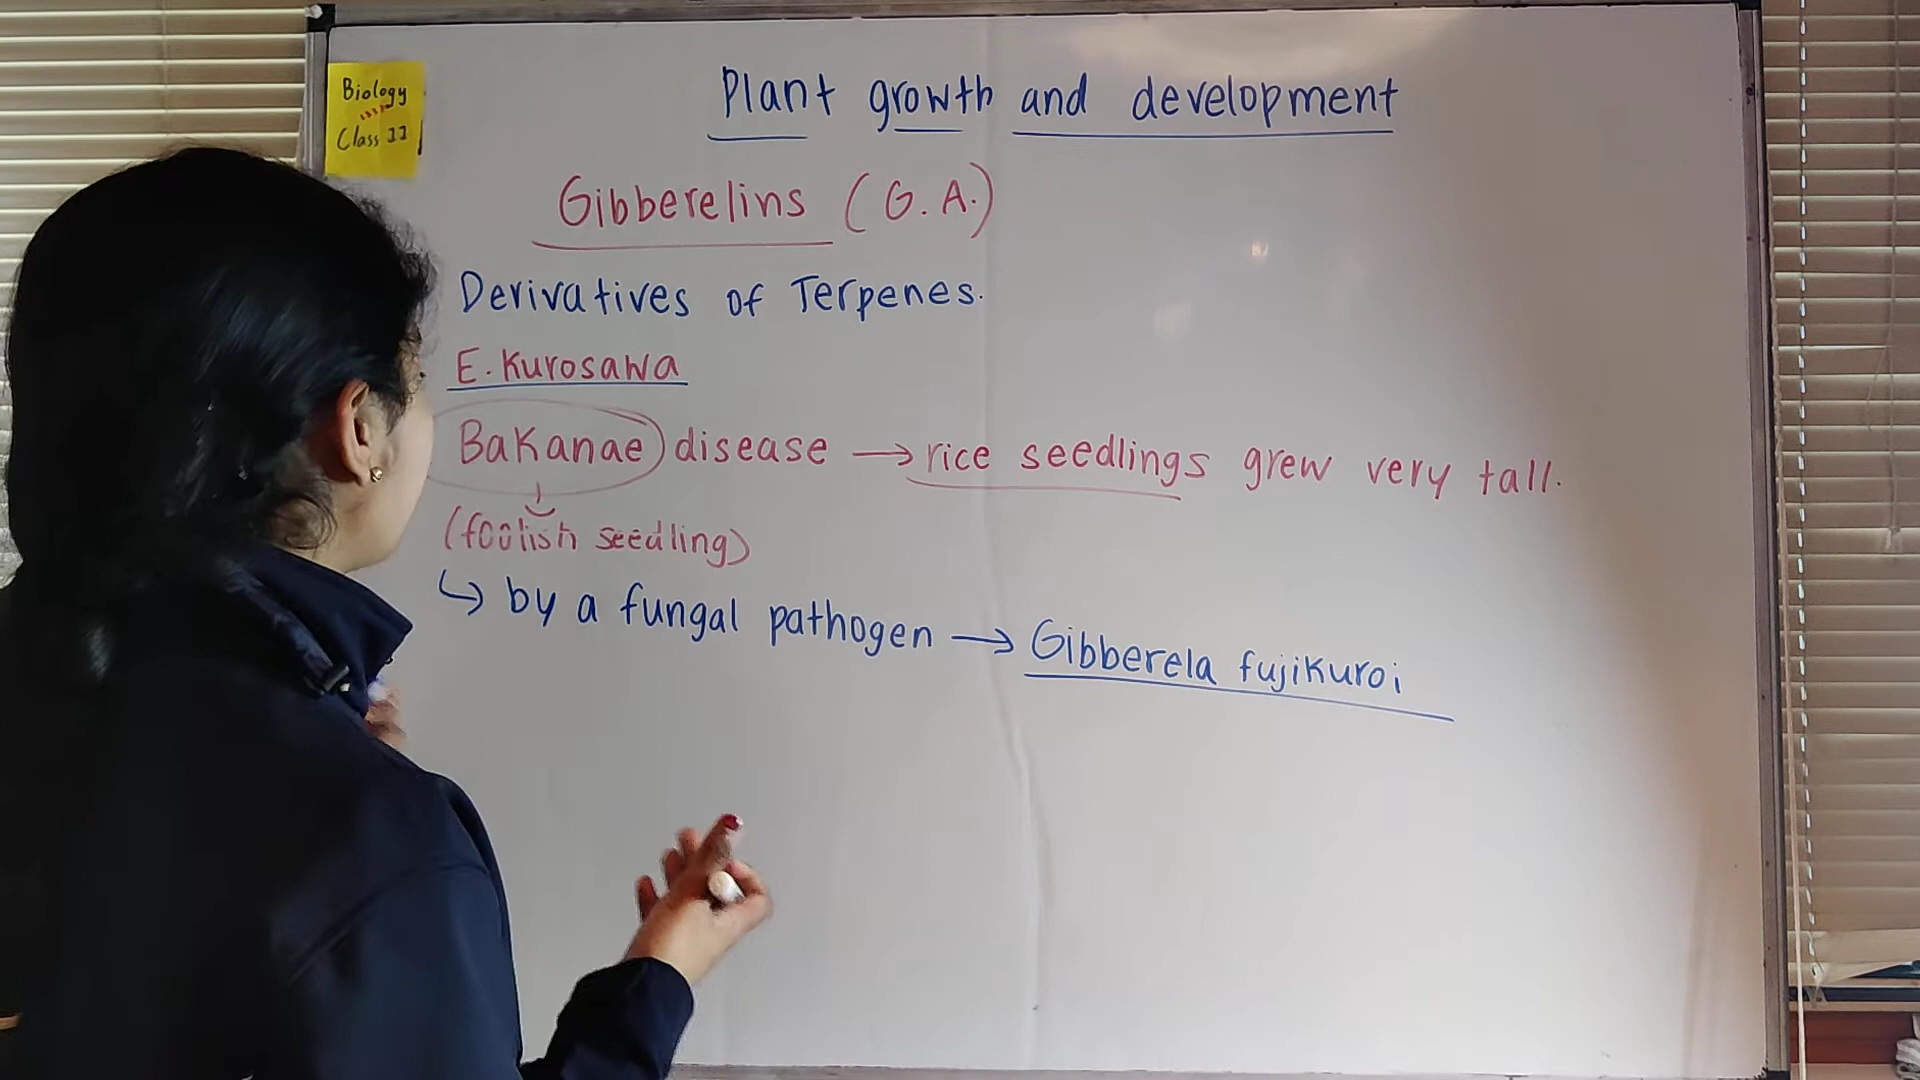 Biology
Class 11
Plant growth and development
Gibberelins (G.A.)
Derivatives of Terpenes.
E. Kurosawa
Bakanae disease → rice seedlings grew very tall.
(foolish seedling)
↳ by a fungal pathogen → Gibberela fujikuroi